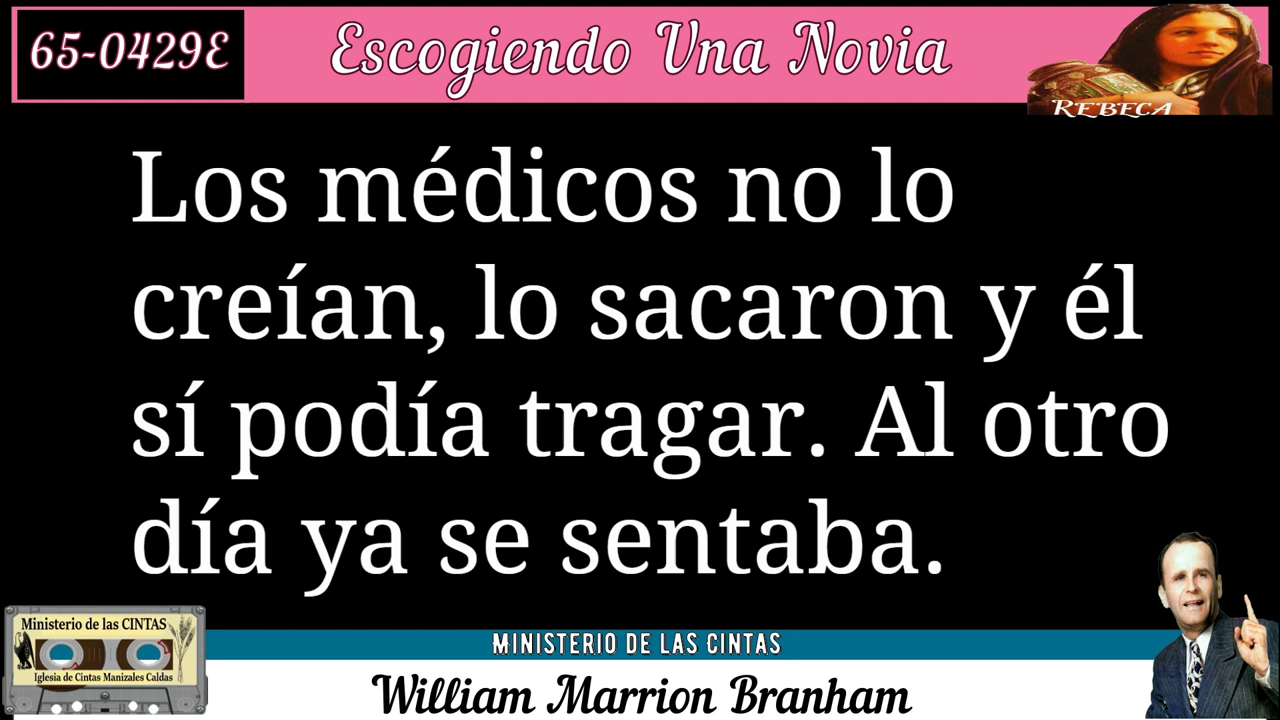 65-0429E
Escogiendo Una Novia
REBECA
Los médicos no lo
creían, lo sacaron y él
sí podía tragar. Al otro
día ya se sentaba.
Ministerio de las CINTAS
Iglesia de Cintas Manizales Caldas
MINISTERIO DE LAS CINTAS
William Marrion Branham